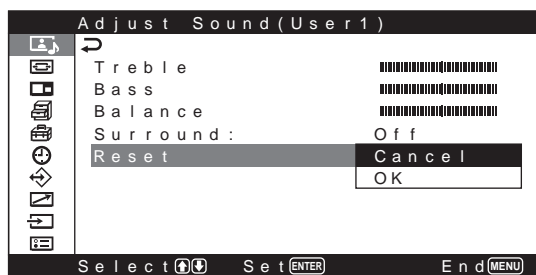 Adjust Sound(User1)
Treble
Bass
Balance
Surround: Off
Reset Cancel
OK
Select Set ENTER End MENU